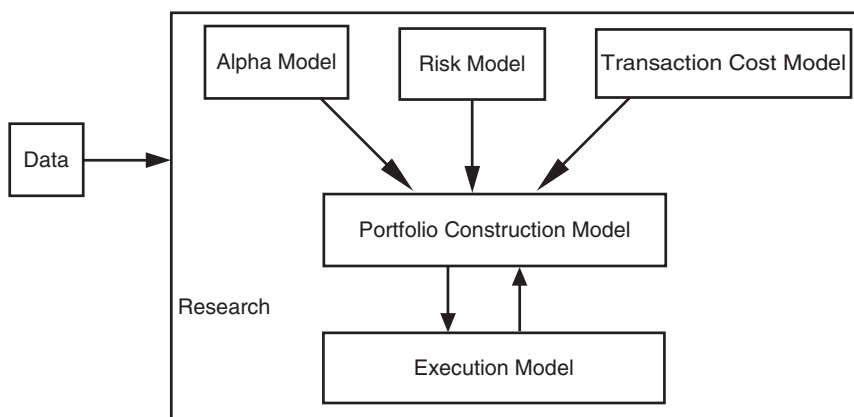 Alpha Model
Risk Model
Transaction Cost Model
Data
Portfolio Construction Model
Research
Execution Model